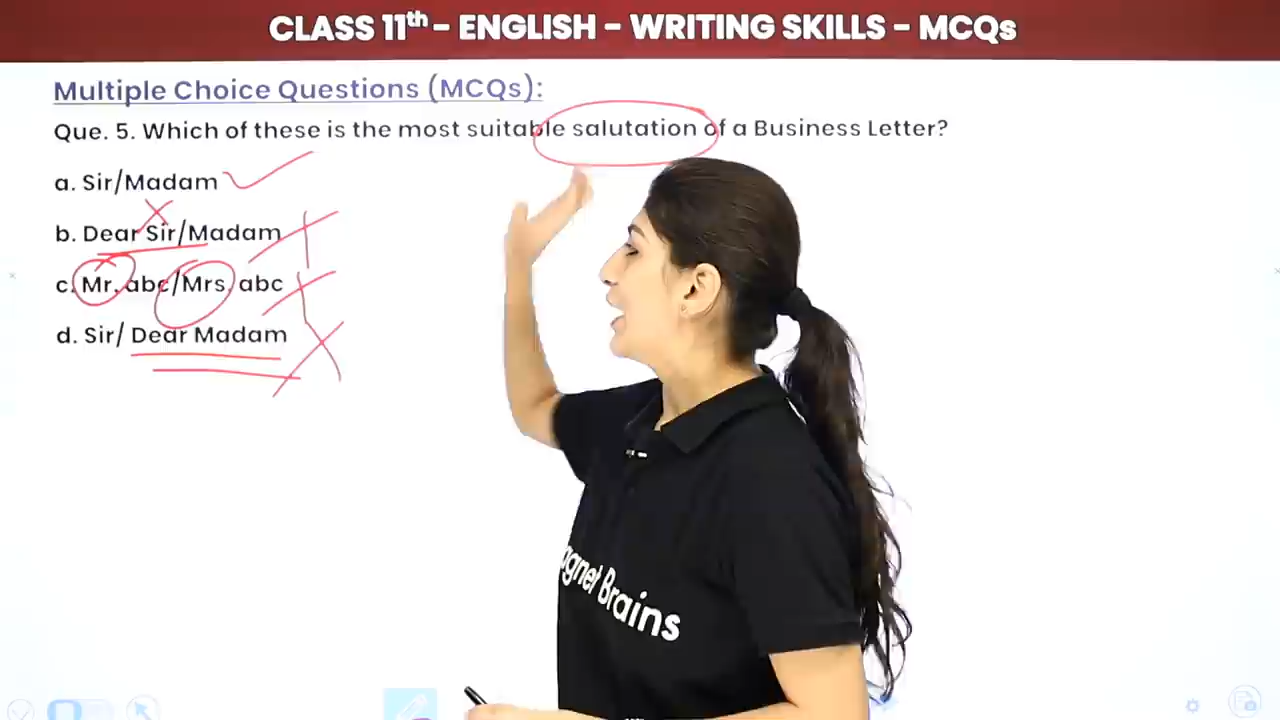 CLASS 11th - ENGLISH - WRITING SKILLS - MCQs
Multiple Choice Questions (MCQs):
Que. 5. Which of these is the most suitable salutation of a Business Letter?
a. Sir/Madam
b. Dear Sir/Madam
c. Mr. abc/Mrs. abc
d. Sir/ Dear Madam
Brains